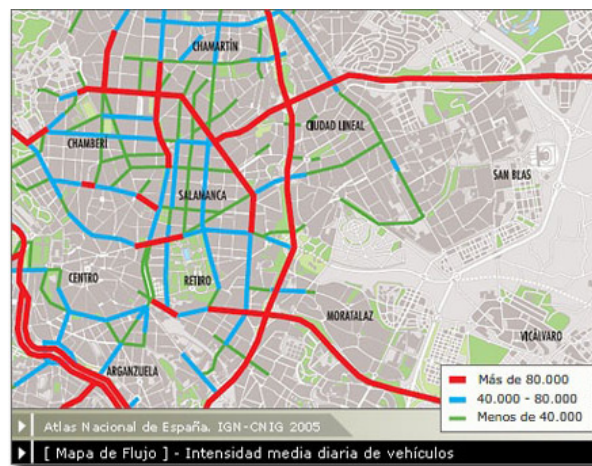 CHAMARTÍN
CIUDAD LINEAL
CHAMBERÍ
SAN BLAS
SALAMANCA
CENTRO
RETIRO
MORATALAZ
VICÁLVARO
ARGANZUELA
Más de 80.000
40.000 - 80.000
Menos de 40.000
Atlas Nacional de España. IGN-CNIG 2005
[ Mapa de Flujo ] - Intensidad media diaria de vehículos